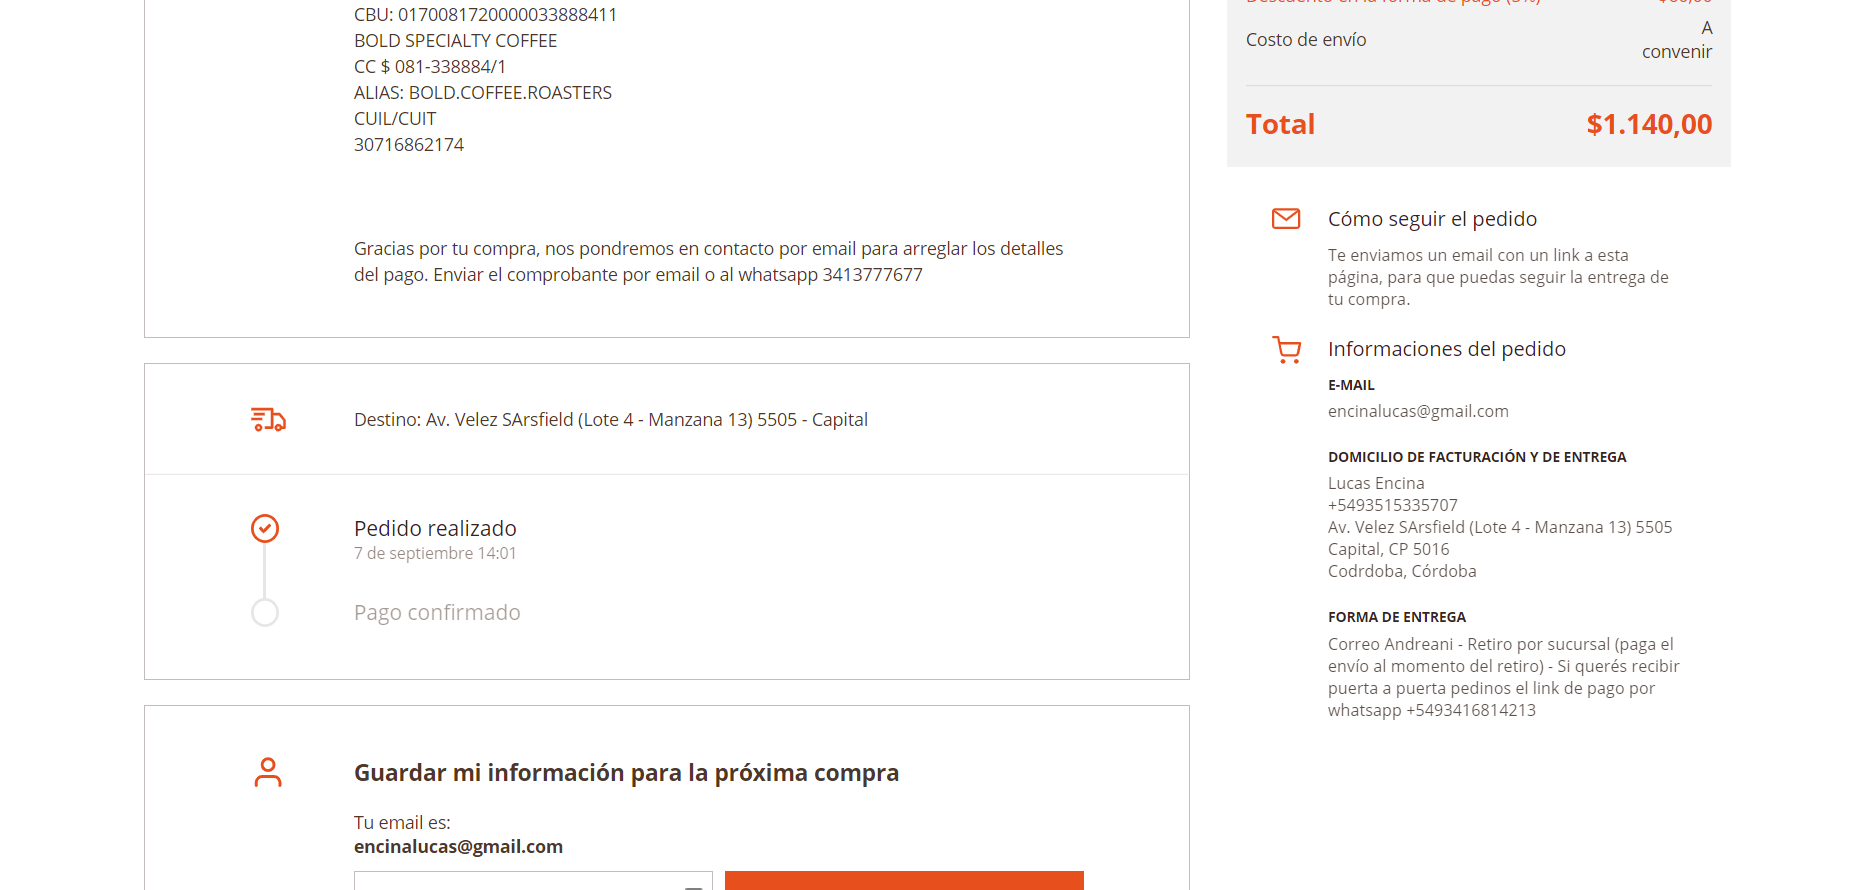 CBU: 0170081720000033888411
BOLD SPECIALTY COFFEE
CC $ 081-338884/1
ALIAS: BOLD.COFFEE.ROASTERS
CUIL/CUIT
30716862174
Gracias por tu compra, nos pondremos en contacto por email para arreglar los detalles
del pago. Enviar el comprobante por email o al whatsapp 3413777677
Destino: Av. Velez SArsfield (Lote 4 - Manzana 13) 5505 - Capital
Pedido realizado
7 de septiembre 14:01
Pago confirmado
Guardar mi información para la próxima compra
Tu email es:
encinalucas@gmail.com
Descuento en la forma de pago (5%)
Costo de envío
A
convenir
Total
$1.140,00
Cómo seguir el pedido
Te enviamos un email con un link a esta
página, para que puedas seguir la entrega de
tu compra.
Informaciones del pedido
E-MAIL
encinalucas@gmail.com
DOMICILIO DE FACTURACIÓN Y DE ENTREGA
Lucas Encina
+5493515335707
Av. Velez SArsfield (Lote 4 - Manzana 13) 5505
Capital, CP 5016
Codrdoba, Córdoba
FORMA DE ENTREGA
Correo Andreani - Retiro por sucursal (paga el
envío al momento del retiro) - Si querés recibir
puerta a puerta pedinos el link de pago por
whatsapp +5493416814213